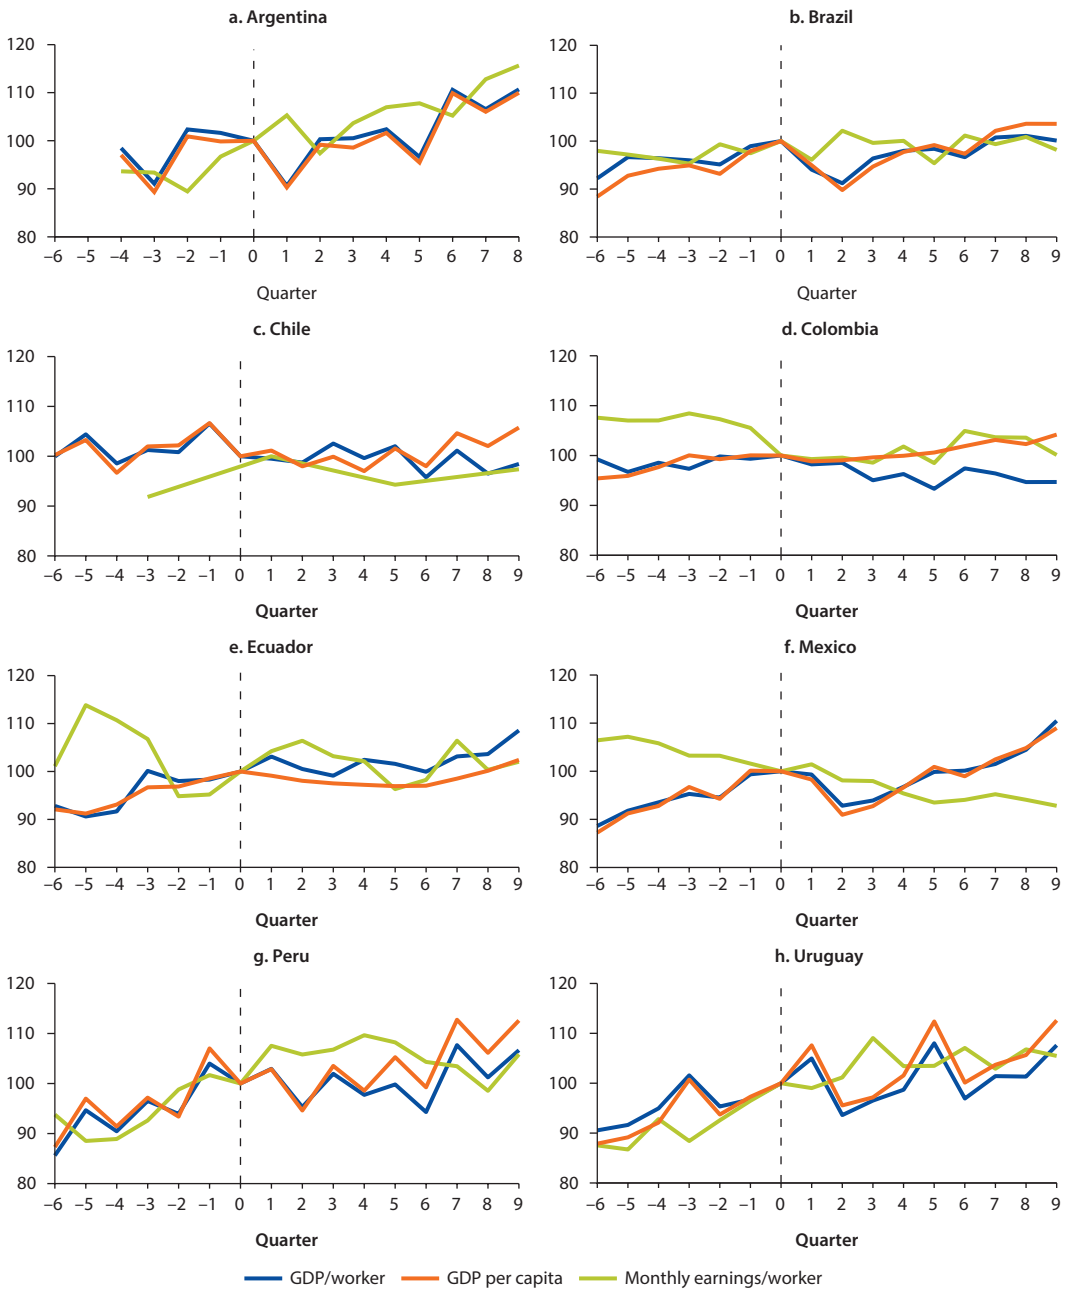 a. Argentina
120
110
100
90
80
–6 –5 –4 –3 –2 –1 0 1 2 3 4 5 6 7 8
Quarter
b. Brazil
120
110
100
90
80
–6 –5 –4 –3 –2 –1 0 1 2 3 4 5 6 7 8 9
Quarter
c. Chile
120
110
100
90
80
–6 –5 –4 –3 –2 –1 0 1 2 3 4 5 6 7 8 9
Quarter
d. Colombia
120
110
100
90
80
–6 –5 –4 –3 –2 –1 0 1 2 3 4 5 6 7 8 9
Quarter
e. Ecuador
120
110
100
90
80
–6 –5 –4 –3 –2 –1 0 1 2 3 4 5 6 7 8 9
Quarter
f. Mexico
120
110
100
90
80
–6 –5 –4 –3 –2 –1 0 1 2 3 4 5 6 7 8 9
Quarter
g. Peru
120
110
100
90
80
–6 –5 –4 –3 –2 –1 0 1 2 3 4 5 6 7 8 9
Quarter
h. Uruguay
120
110
100
90
80
–6 –5 –4 –3 –2 –1 0 1 2 3 4 5 6 7 8 9
Quarter
GDP/worker GDP per capita Monthly earnings/worker